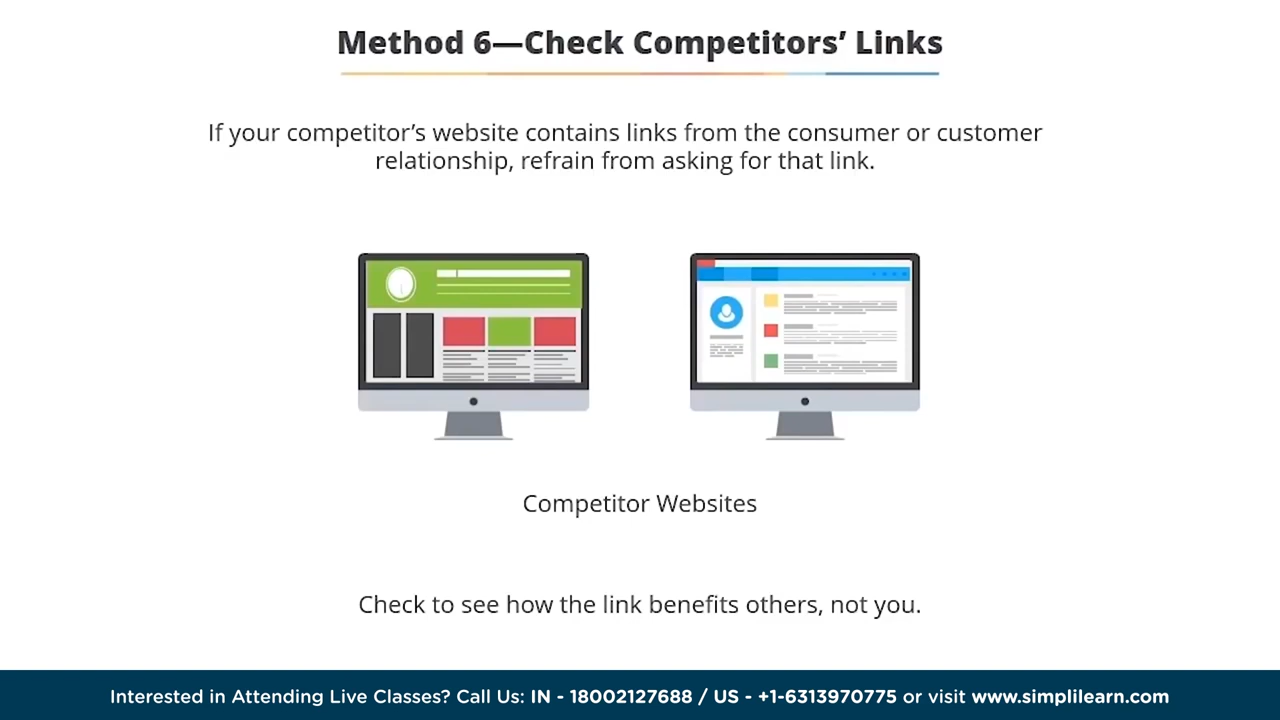 Method 6—Check Competitors’ Links
If your competitor’s website contains links from the consumer or customer
relationship, refrain from asking for that link.
Competitor Websites
Check to see how the link benefits others, not you.
Interested in Attending Live Classes? Call Us: IN - 18002127688 / US - +1-6313970775 or visit www.simplilearn.com